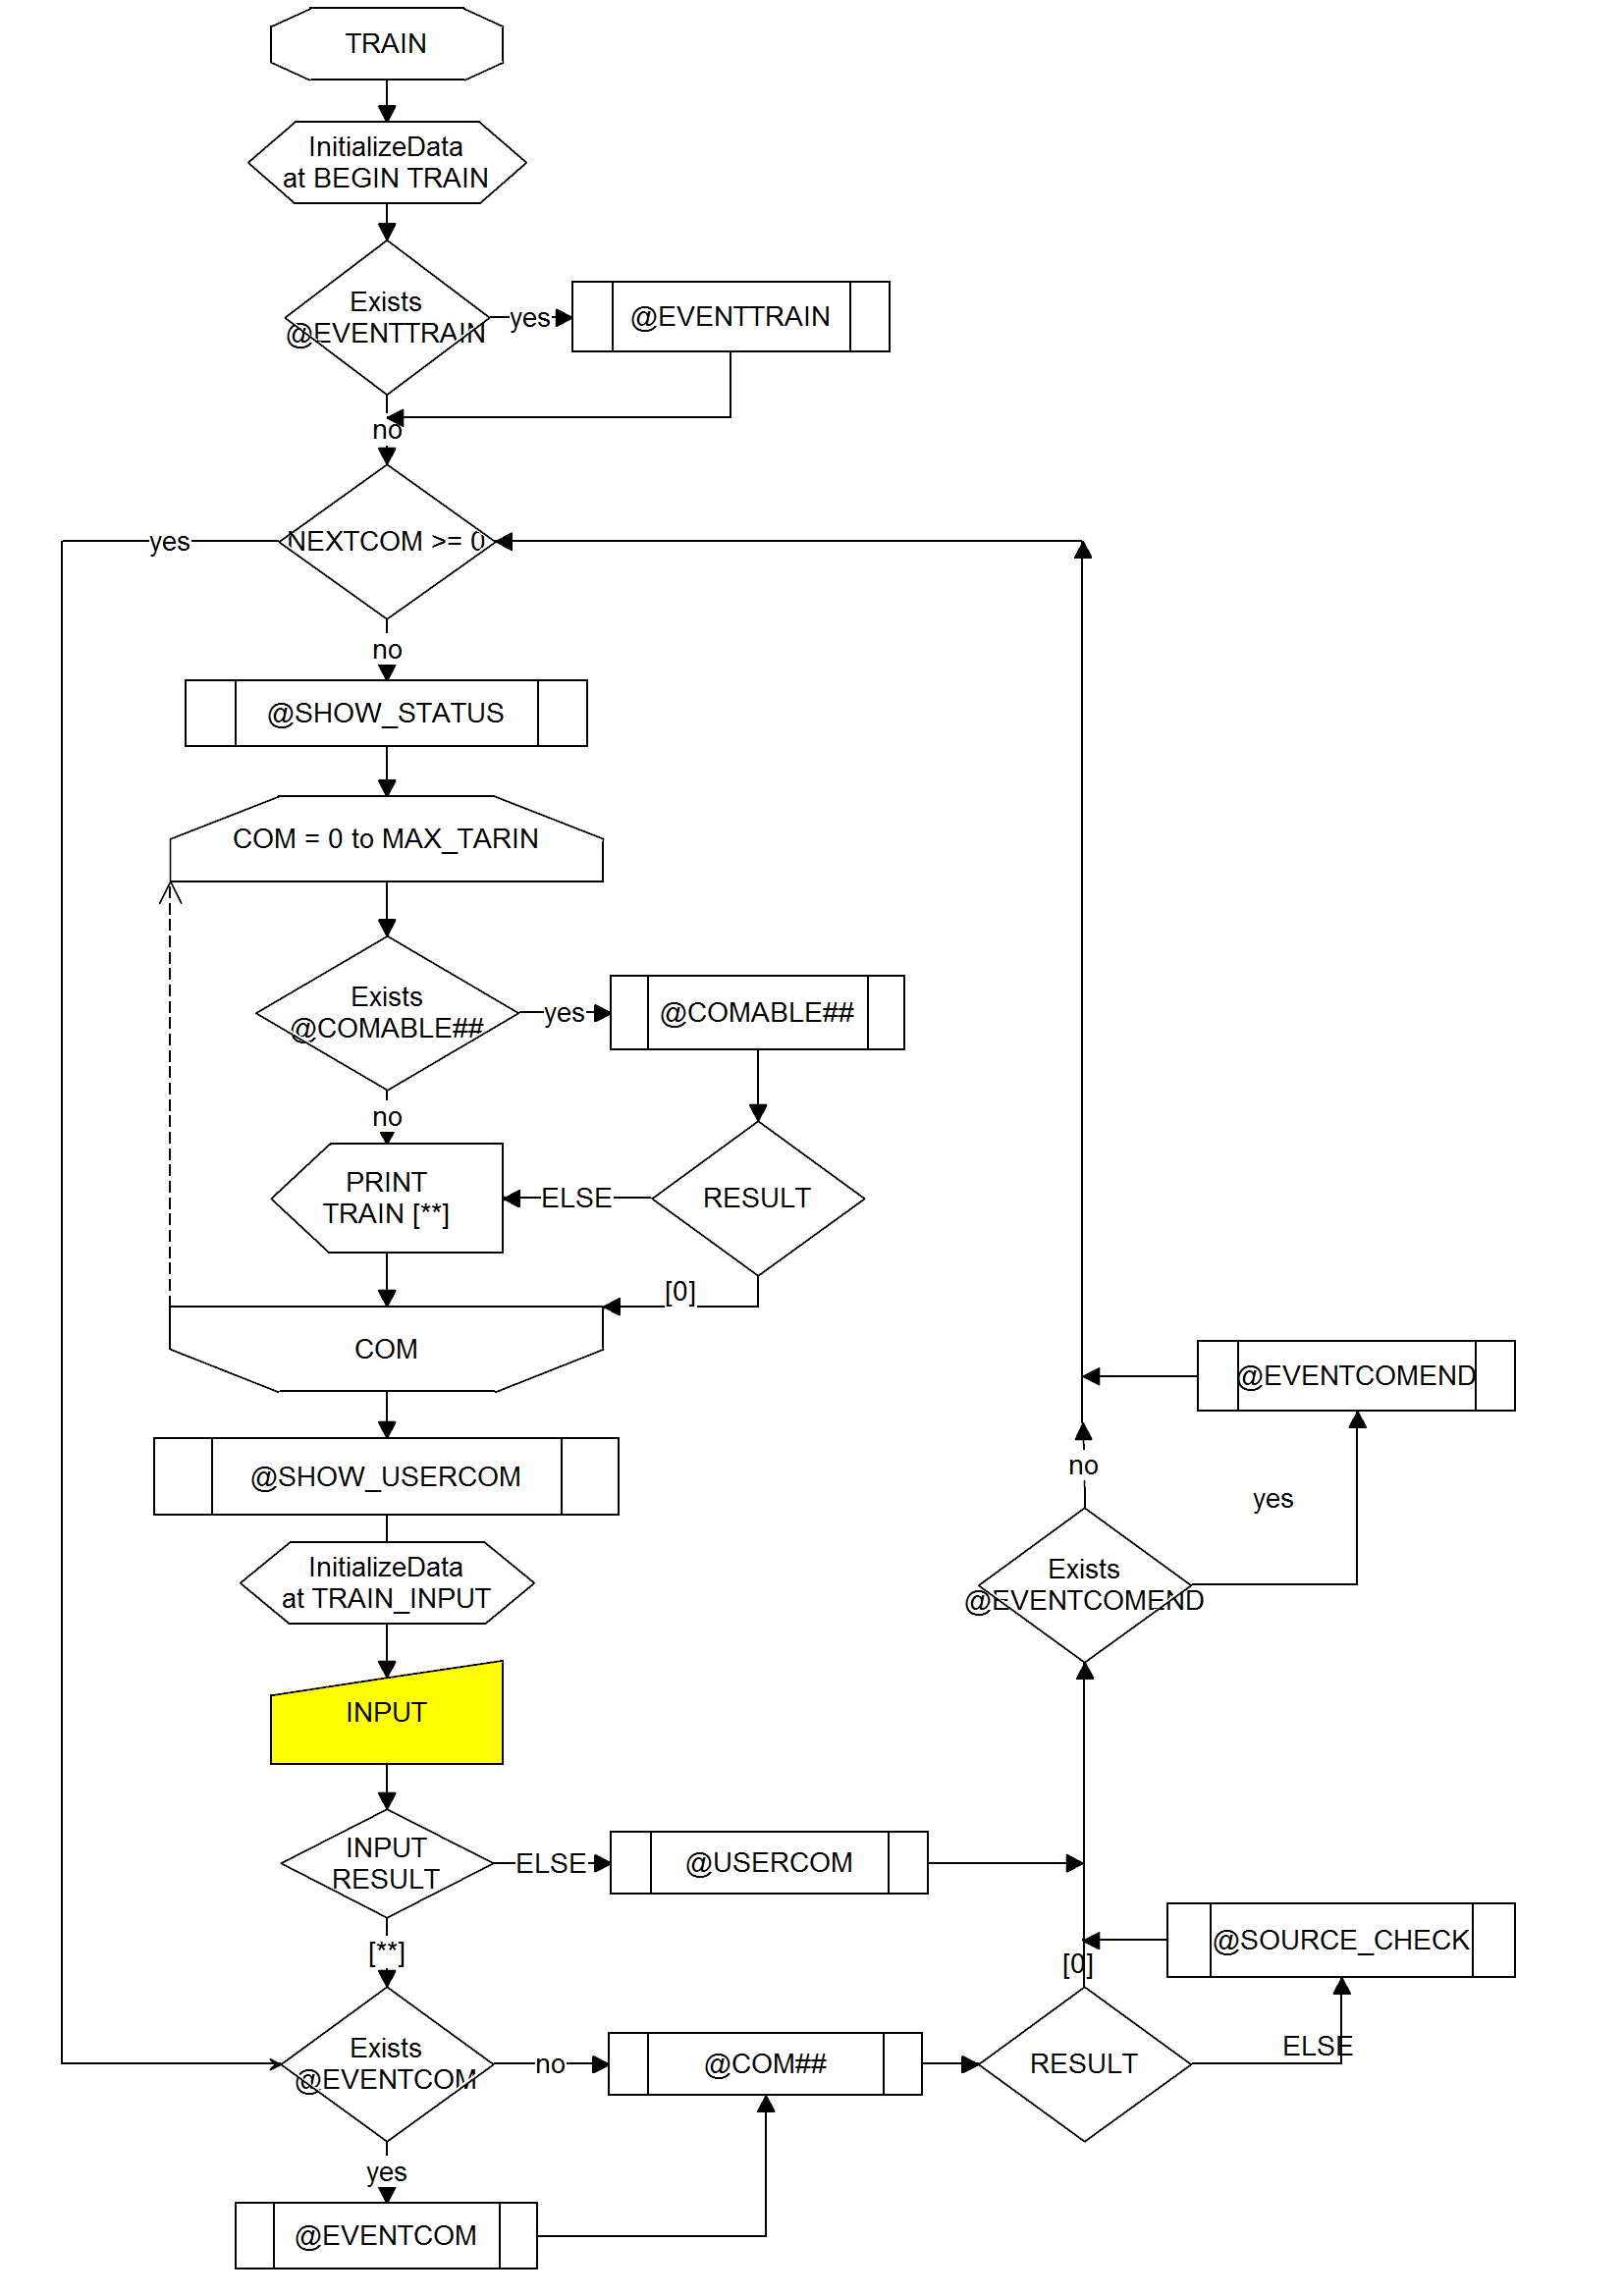 TRAIN
InitializeData
at BEGIN TRAIN
Exists
@EVENTTRAIN
yes
@EVENTTRAIN
no
yes
NEXTCOM >= 0
no
@SHOW_STATUS
COM = 0 to MAX_TARIN
Exists
@COMABLE##
yes
@COMABLE##
no
PRINT
TRAIN [**]
ELSE
RESULT
[0]
COM
@EVENTCOMEND
no
yes
@SHOW_USERCOM
InitializeData
at TRAIN_INPUT
Exists
@EVENTCOMEND
INPUT
INPUT
RESULT
ELSE
@USERCOM
[**]
@SOURCE_CHECK
[0]
Exists
@EVENTCOM
no
@COM##
RESULT
ELSE
yes
@EVENTCOM